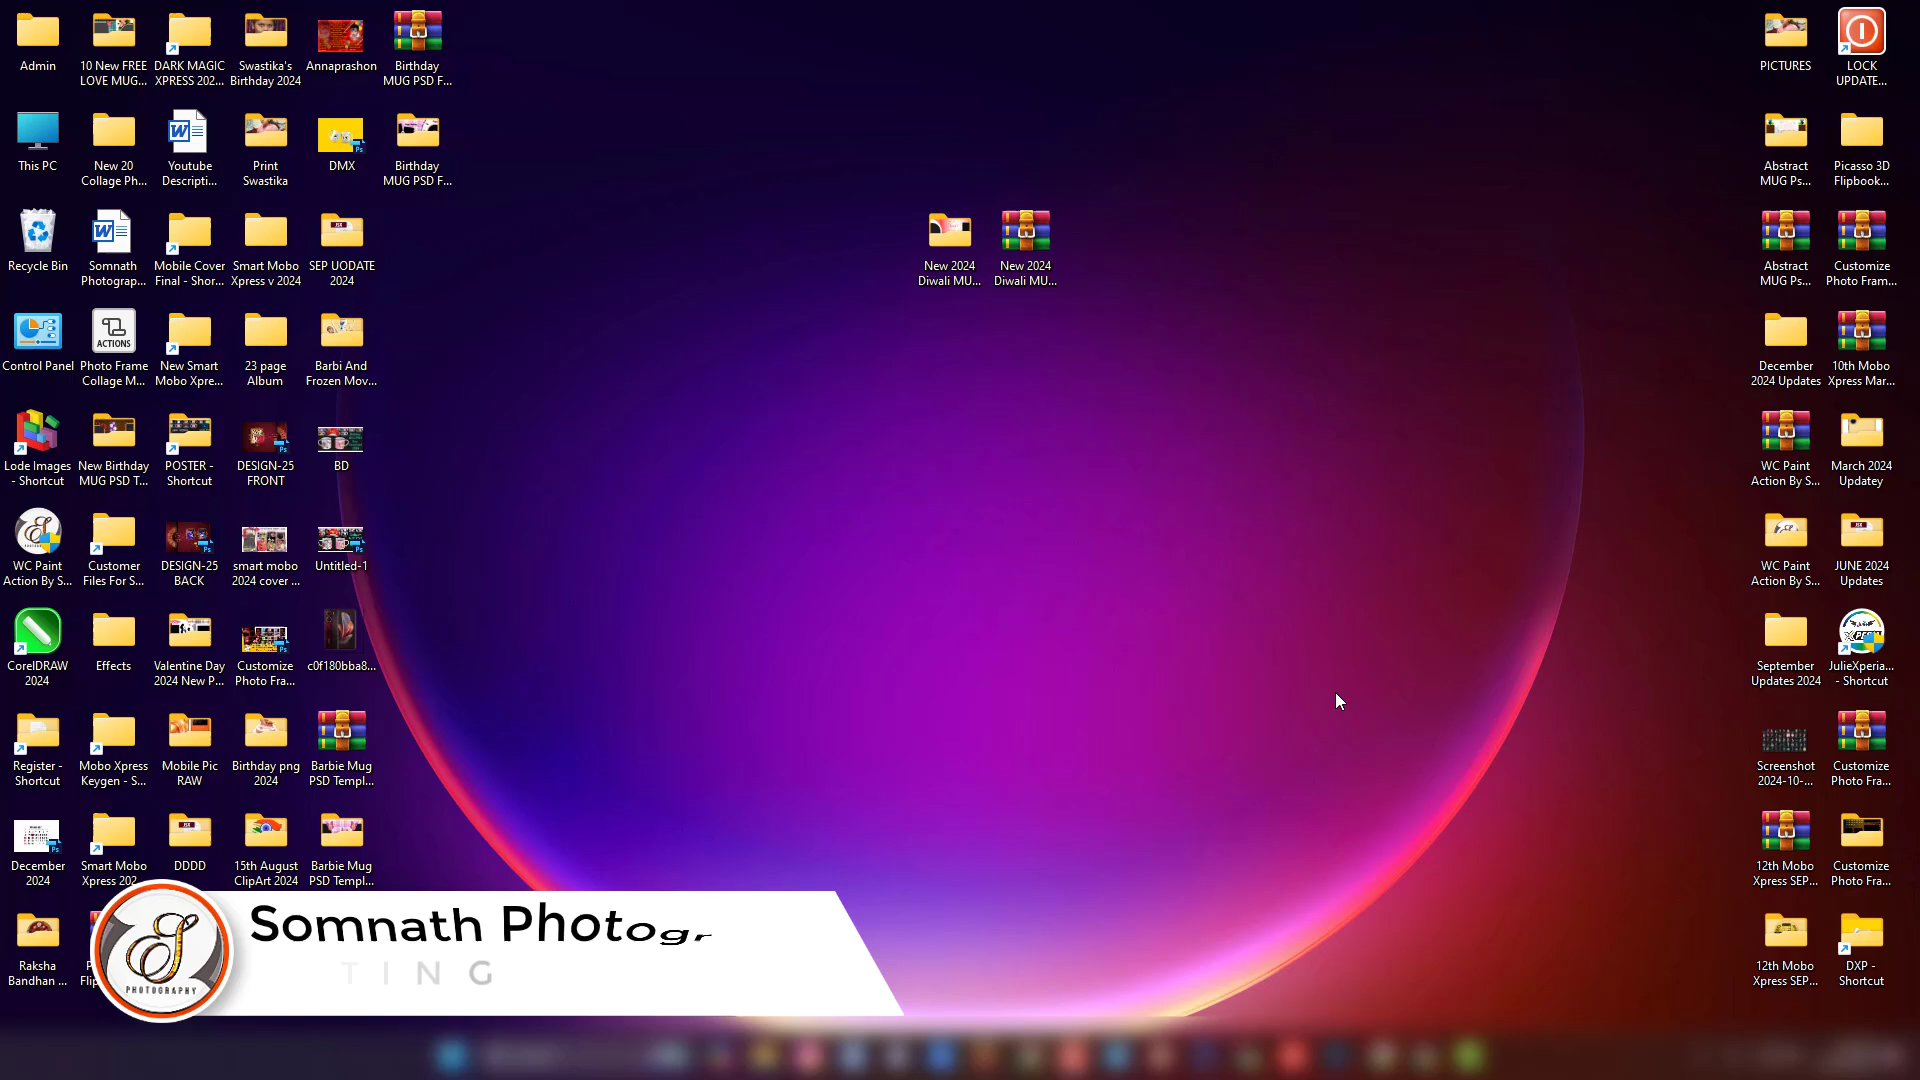 Admin
10 New FREE
LOVE MUG...
DARK MAGIC
XPRESS 202...
Swastika's
Birthday 2024
Annaprashon
Birthday
MUG PSD F...
PICTURES
LOCK
UPDATE...
This PC
New 20
Collage Ph...
Youtube
Descripti...
Print
Swastika
DMX
Birthday
MUG PSD F...
Abstract
MUG Ps...
Picasso 3D
Flipbook...
Recycle Bin
Somnath
Photograp...
Mobile Cover
Final - Shor...
Smart Mobo
Xpress v 2024
SEP UODATE
2024
New 2024
Diwali MU...
New 2024
Diwali MU...
Abstract
MUG Ps...
Customize
Photo Fram...
Control Panel
ACTIONS
Photo Frame
Collage M...
New Smart
Mobo Xpre...
23 page
Album
Barbi And
Frozen Mov...
December
2024 Updates
10th Mobo
Xpress Mar...
Lode Images
- Shortcut
New Birthday
MUG PSD T...
POSTER -
Shortcut
DESIGN-25
FRONT
BD
WC Paint
Action By S...
March 2024
Updatey
WC Paint
Action By S...
Customer
Files For S...
DESIGN-25
BACK
smart mobo
2024 cover ...
Untitled-1
WC Paint
Action By S...
JUNE 2024
Updates
CorelDRAW
2024
Effects
Valentine Day
2024 New P...
Customize
Photo Fra...
c0f180bba8...
September
Updates 2024
JulieXperia...
- Shortcut
Register -
Shortcut
Mobo Xpress
Keygen - S...
Mobile Pic
RAW
Birthday png
2024
Barbie Mug
PSD Templ...
Screenshot
2024-10-...
Customize
Photo Fra...
December
2024
Smart Mobo
Xpress 202...
DDDD
15th August
ClipArt 2024
Barbie Mug
PSD Templ...
12th Mobo
Xpress SEP...
Customize
Photo Fra...
Raksha
Bandhan ...
12th Mobo
Xpress SEP...
DXP -
Shortcut
Somnath Photogr
TING
PHOTOGRAPHY